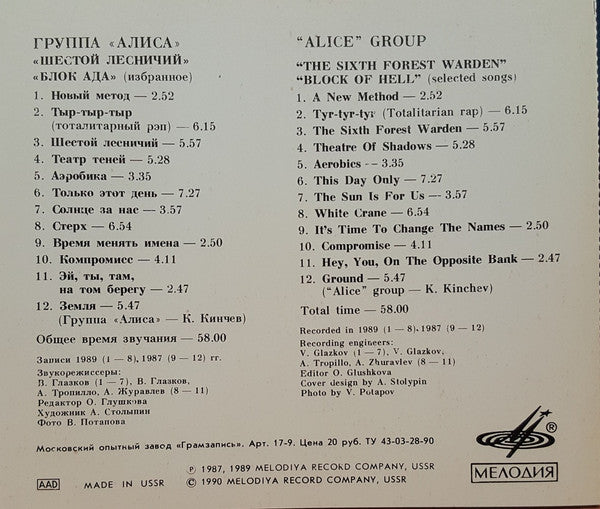 ГРУППА «АЛИСА»
«ШЕСТОЙ ЛЕСНИЧИЙ»
«БЛОК АДА» (избранное)
1. Новый метод — 2.52
2. Тыр-тыр-тыр
(тоталитарный рэп) — 6.15
3. Шестой лесничий — 5.57
4. Театр теней — 5.28
5. Аэробика — 3.35
6. Только этот день — 7.27
7. Солнце за нас — 3.57
8. Стерх — 6.54
9. Время менять имена — 2.50
10. Компромисс — 4.11
11. Эй, ты, там,
на том берегу — 2.47
12. Земля — 5.47
(Группа «Алиса» — К. Кинчев)
Общее время звучания — 58.00
Записи 1989 (1 — 8), 1987 (9 — 12) гг.
Звукорежиссеры:
В. Глазков (1 — 7), В. Глазков,
А. Тропилло, А. Журавлев (8 — 11)
Редактор О. Глушкова
Художник А. Столыпин
Фото В. Потапова
"ALICE" GROUP
"THE SIXTH FOREST WARDEN"
"BLOCK OF HELL" (selected songs)
1. A New Method — 2.52
2. Tyr-tyr-tyr (Totalitarian rap) — 6.15
3. The Sixth Forest Warden — 5.57
4. Theatre Of Shadows — 5.28
5. Aerobics -- 3.35
6. This Day Only — 7.27
7. The Sun Is For Us — 3.57
8. White Crane — 6.54
9. It's Time To Change The Names — 2.50
10. Compromise — 4.11
11. Hey, You, On The Opposite Bank — 2.47
12. Ground — 5.47
("Alice" group — K. Kinchev)
Total time — 58.00
Recorded in 1989 (1 — 8), 1987 (9 — 12)
Recording engineers:
V. Glazkov (1 — 7), V. Glazkov,
A. Tropillo, A. Zhuravlev (8 — 11)
Editor O. Glushkova
Cover design by A. Stolypin
Photo by V. Potapov
Московский опытный завод «Грамзапись». Арт. 17-9. Цена 20 руб. ТУ 43-03-28-90
AAD
MADE IN USSR
Ⓟ 1987, 1989 MELODIYA RECORD COMPANY, USSR
© 1990 MELODIYA RECORD COMPANY, USSR
®
МЕЛОДИЯ